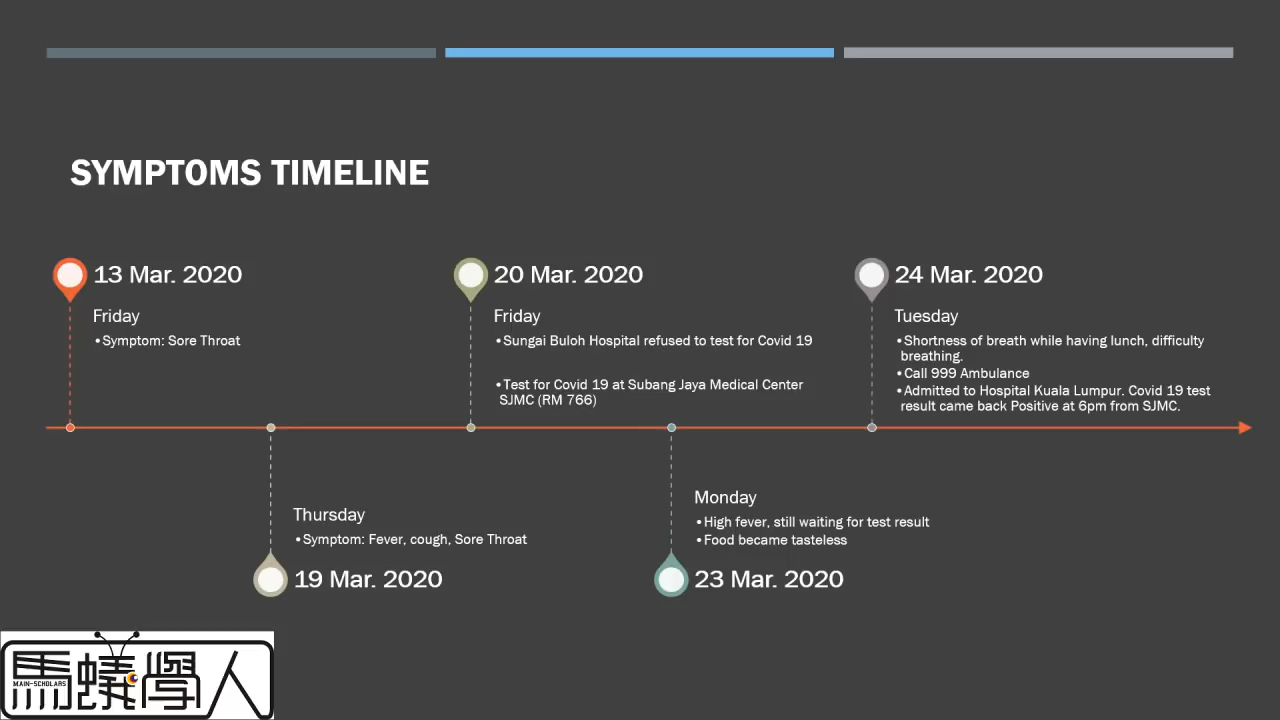 SYMPTOMS TIMELINE
13 Mar. 2020
Friday
•Symptom: Sore Throat
Thursday
•Symptom: Fever, cough, Sore Throat
19 Mar. 2020
20 Mar. 2020
Friday
•Sungai Buloh Hospital refused to test for Covid 19
•Test for Covid 19 at Subang Jaya Medical Center
SJMC (RM 766)
Monday
•High fever, still waiting for test result
•Food became tasteless
23 Mar. 2020
24 Mar. 2020
Tuesday
•Shortness of breath while having lunch, difficulty
breathing.
•Call 999 Ambulance
•Admitted to Hospital Kuala Lumpur. Covid 19 test
result came back Positive at 6pm from SJMC.
馬蟻學人
MAIN-SCHOLARS